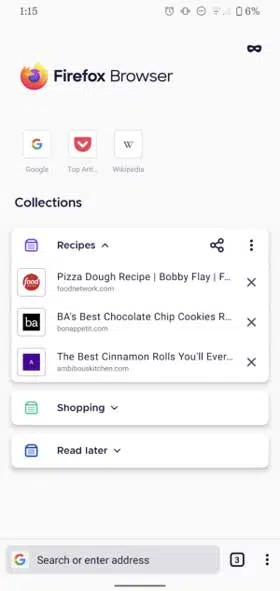 1:15
6%
Firefox Browser
Google
Top Arti...
Wikipedia
Collections
Recipes
Pizza Dough Recipe | Bobby Flay | F...
foodnetwork.com
BA's Best Chocolate Chip Cookies R...
bonappetit.com
The Best Cinnamon Rolls You'll Ever...
ambitiouskitchen.com
Shopping
Read later
Search or enter address
3